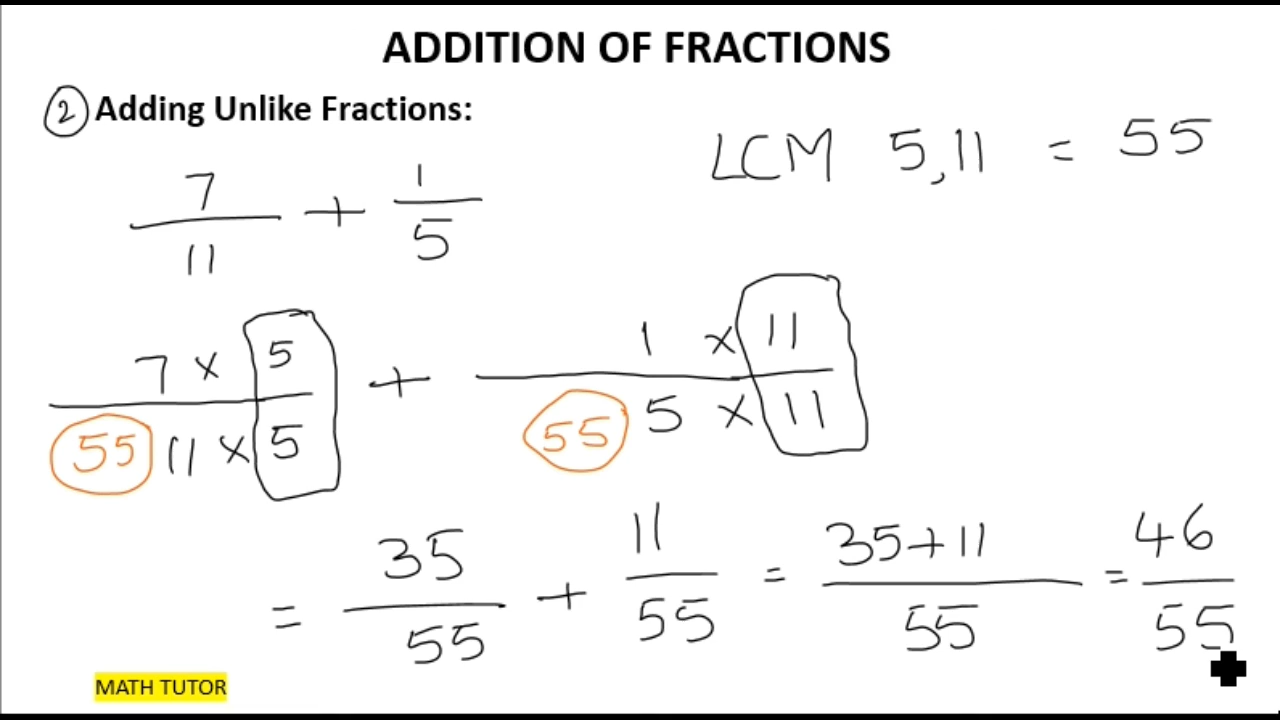 ADDITION OF FRACTIONS
② Adding Unlike Fractions:
LCM 5,11 = 55
7/11 + 1/5
7 × 5 / 55 11 × 5 + 1 × 11 / 55 5 × 11
= 35/55 + 11/55 = 35+11/55 = 46/55
MATH TUTOR